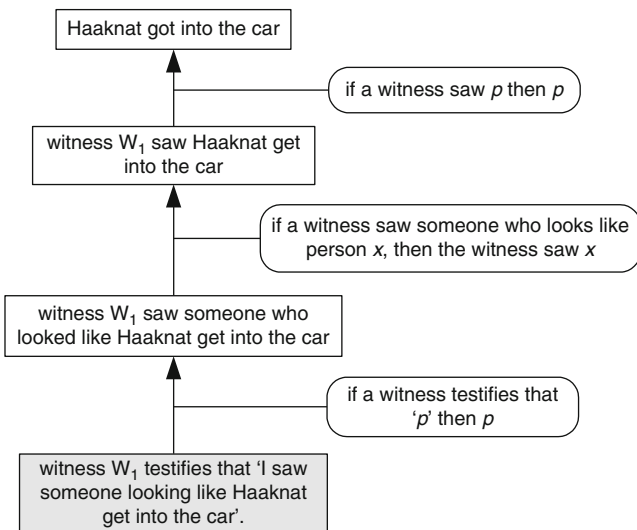 Haaknat got into the car
if a witness saw p then p
witness W₁ saw Haaknat get
into the car
if a witness saw someone who looks like
person x, then the witness saw x
witness W₁ saw someone who
looked like Haaknat get into the car
if a witness testifies that
‘p’ then p
witness W₁ testifies that ‘I saw
someone looking like Haaknat
get into the car’.